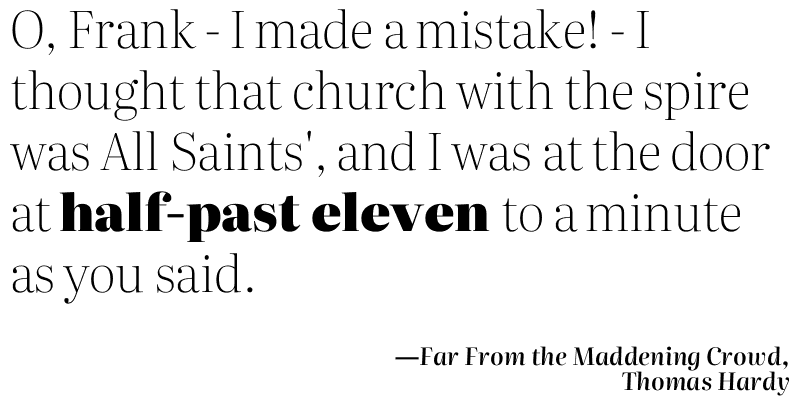 O, Frank - I made a mistake! - I
thought that church with the spire
was All Saints', and I was at the door
at half-past eleven to a minute
as you said.
—Far From the Maddening Crowd,
Thomas Hardy